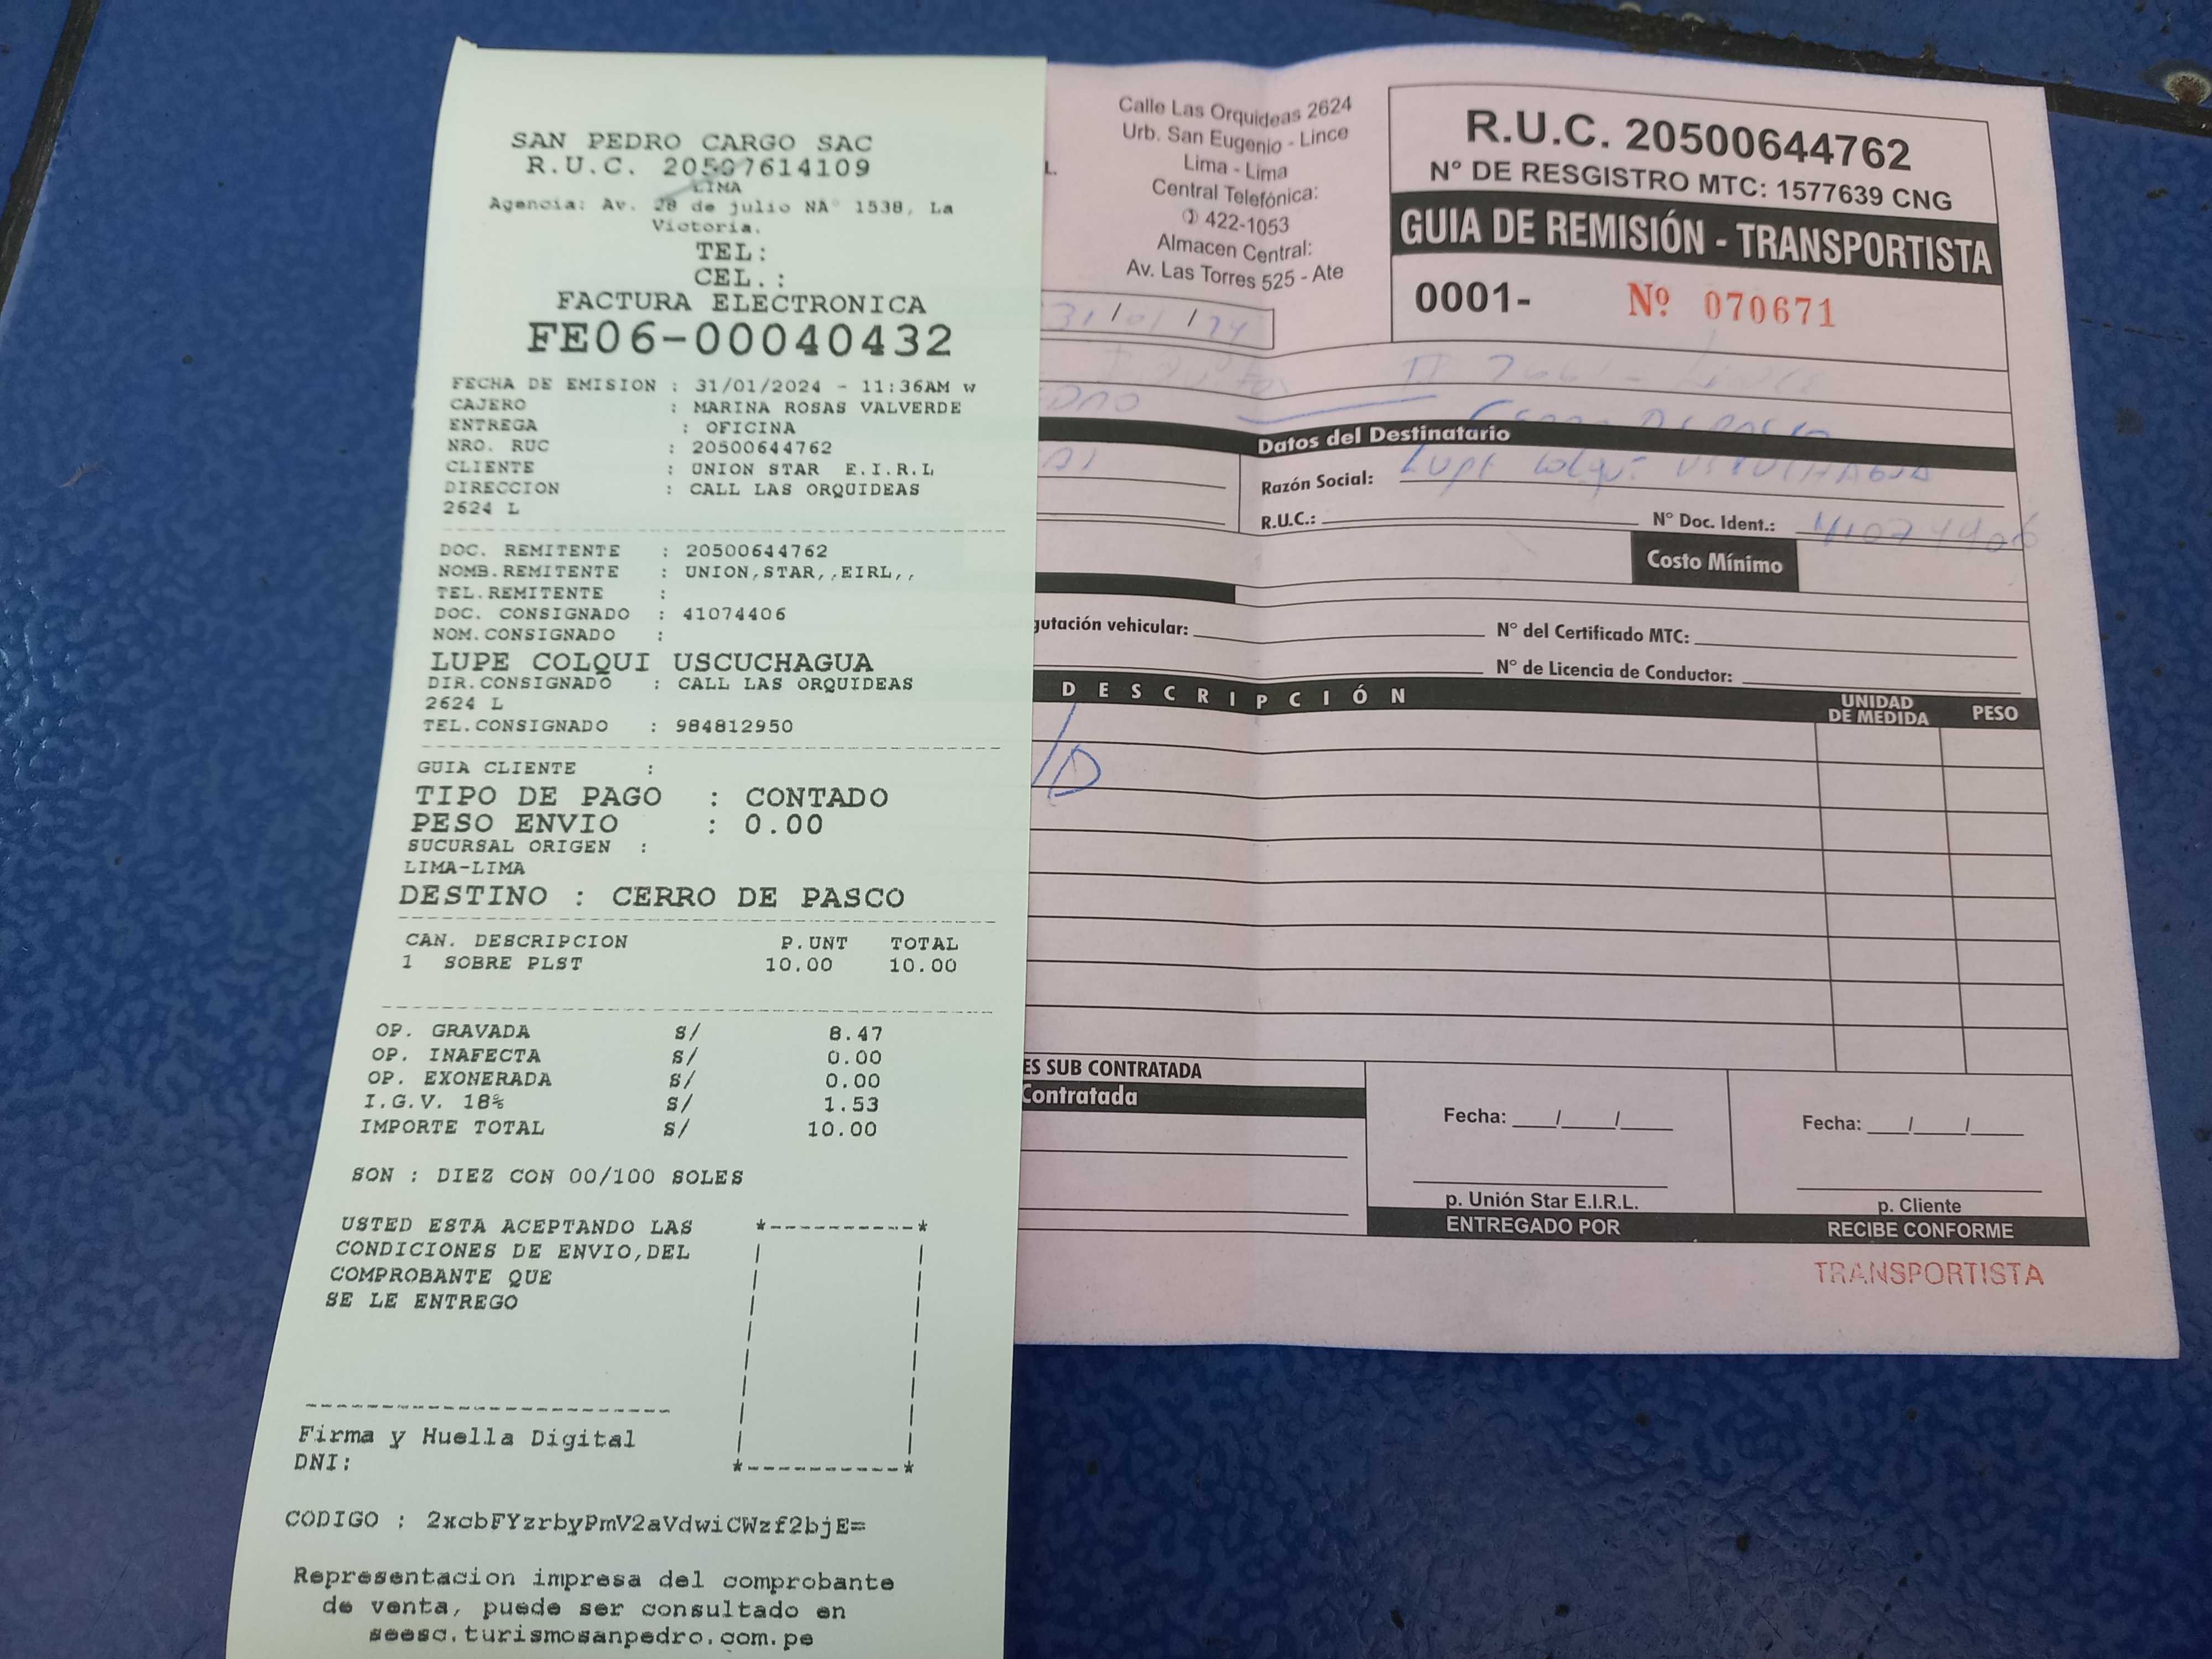 SAN PEDRO CARGO SAC
R.U.C. 20507614109
LIMA
Agencia: Av. 28 de julio NA° 1538, La
Victoria.
TEL:
CEL.:
FACTURA ELECTRONICA
FE06-00040432
FECHA DE EMISION : 31/01/2024 - 11:36AM w
CAJERO : MARINA ROSAS VALVERDE
ENTREGA : OFICINA
NRO. RUC : 20500644762
CLIENTE : UNION STAR E.I.R.L
DIRECCION : CALL LAS ORQUIDEAS
2624 L
DOC. REMITENTE : 20500644762
NOMB.REMITENTE : UNION,STAR,,EIRL,,
TEL.REMITENTE :
DOC. CONSIGNADO : 41074406
NOM.CONSIGNADO :
LUPE COLQUI USCUCHAGUA
DIR.CONSIGNADO : CALL LAS ORQUIDEAS
2624 L
TEL.CONSIGNADO : 984812950
GUIA CLIENTE :
TIPO DE PAGO : CONTADO
PESO ENVIO : 0.00
SUCURSAL ORIGEN :
LIMA-LIMA
DESTINO : CERRO DE PASCO
CAN. DESCRIPCION P.UNT TOTAL
1 SOBRE PLST 10.00 10.00
OP. GRAVADA S/ 8.47
OP. INAFECTA S/ 0.00
OP. EXONERADA S/ 0.00
I.G.V. 18% S/ 1.53
IMPORTE TOTAL S/ 10.00
SON : DIEZ CON 00/100 SOLES
USTED ESTA ACEPTANDO LAS
CONDICIONES DE ENVIO,DEL
COMPROBANTE QUE
SE LE ENTREGO
Firma y Huella Digital
DNI:
CODIGO : 2xcbFYzrbyPmV2aVdwiCWzf2bjE=
Representacion impresa del comprobante
de venta, puede ser consultado en
seesc.turismosanpedro.com.pe
Calle Las Orquideas 2624
Urb. San Eugenio - Lince
Lima - Lima
Central Telefónica:
422-1053
Almacen Central:
Av. Las Torres 525 - Ate
R.U.C. 20500644762
N° DE RESGISTRO MTC: 1577639 CNG
GUIA DE REMISIÓN - TRANSPORTISTA
0001- Nº 070671
31/01/24
Datos del Destinatario
Razón Social: Lupe Colqui USCUCHAGUA
R.U.C.: N° Doc. Ident.: 41074406
Costo Mínimo
vehicular: N° del Certificado MTC:
N° de Licencia de Conductor:
DESCRIPCIÓN UNIDAD DE MEDIDA PESO
ES SUB CONTRATADA
Contratada
Fecha: / /
p. Unión Star E.I.R.L.
ENTREGADO POR
Fecha: / /
p. Cliente
RECIBE CONFORME
TRANSPORTISTA